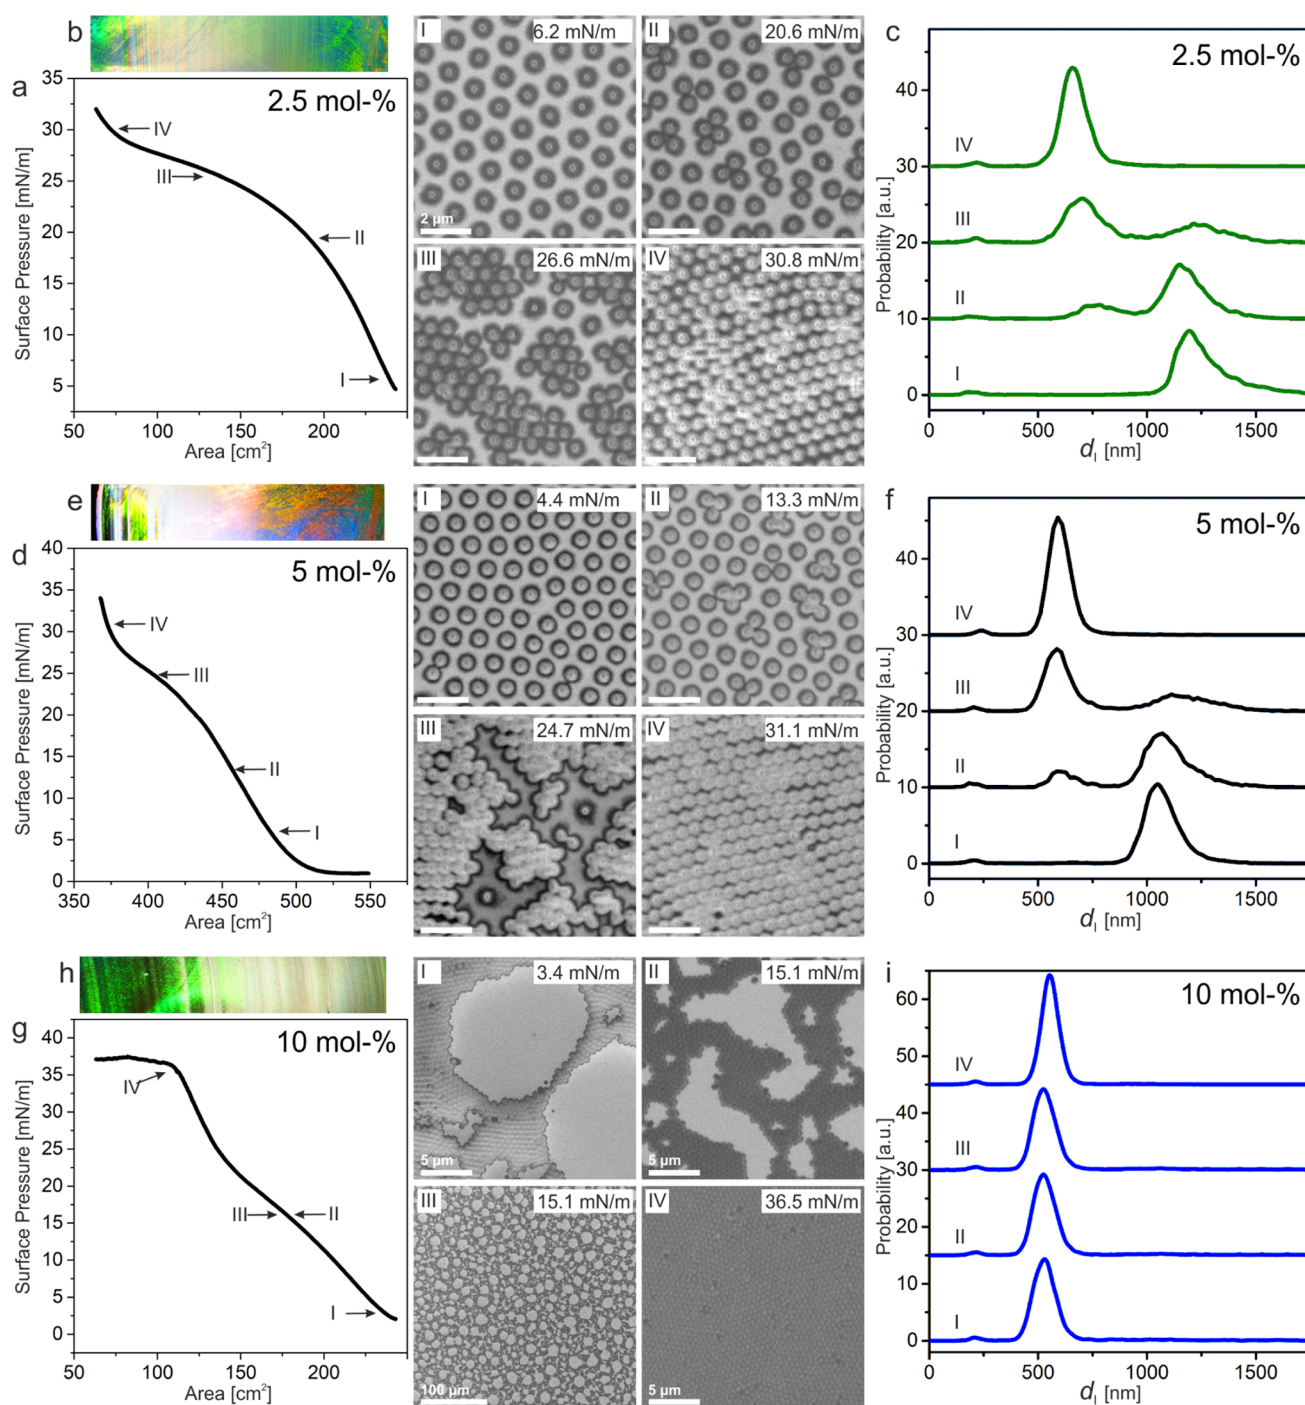 b
a
2.5 mol-%
35
30
25
20
15
10
5
Surface Pressure [mN/m]
IV
III
II
I
50 100 150 200
Area [cm²]
I 6.2 mN/m
2 µm
II 20.6 mN/m
III 26.6 mN/m
IV 30.8 mN/m
c
2.5 mol-%
40
30
20
10
0
Probability [a.u.]
IV
III
II
I
0 500 1000 1500
dI [nm]
e
d
5 mol-%
40
35
30
25
20
15
10
5
0
Surface Pressure [mN/m]
IV
III
II
I
350 400 450 500 550
Area [cm²]
I 4.4 mN/m
II 13.3 mN/m
III 24.7 mN/m
IV 31.1 mN/m
f
5 mol-%
40
30
20
10
0
Probability [a.u.]
IV
III
II
I
0 500 1000 1500
dI [nm]
h
g
10 mol-%
40
35
30
25
20
15
10
5
0
Surface Pressure [mN/m]
IV
III
II
I
50 100 150 200
Area [cm²]
I 3.4 mN/m
5 µm
II 15.1 mN/m
5 µm
III 15.1 mN/m
100 µm
IV 36.5 mN/m
5 µm
i
10 mol-%
60
50
40
30
20
10
0
Probability [a.u.]
IV
III
II
I
0 500 1000 1500
dI [nm]